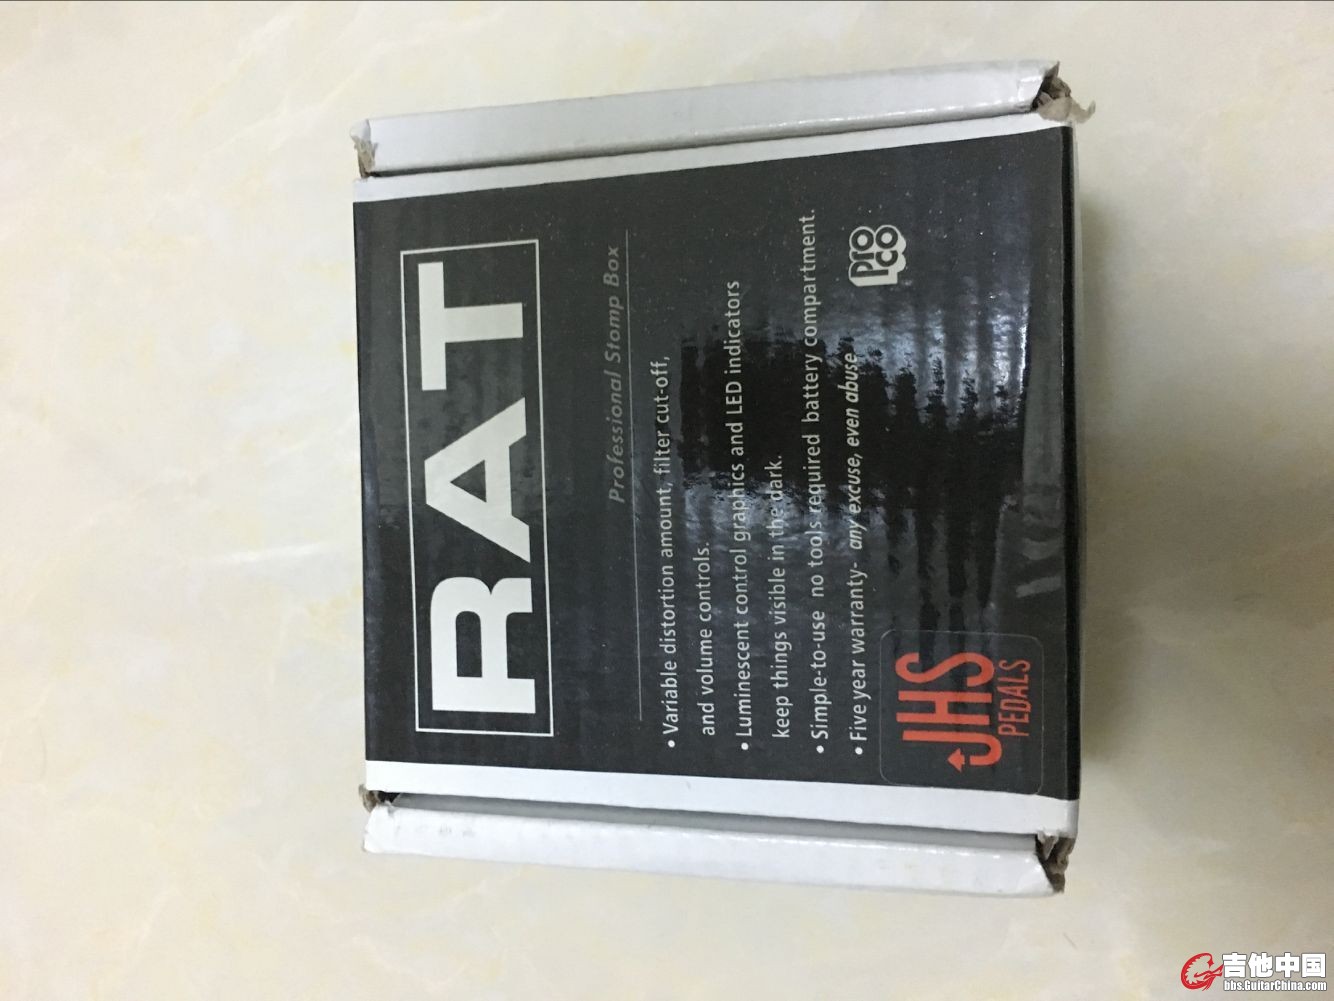 RAT
Professional Stomp Box
• Variable distortion amount, filter cut-off,
and volume controls.
• Luminescent control graphics and LED indicators
keep things visible in the dark.
• Simple-to-use no tools required battery compartment.
• Five year warranty- any excuse, even abuse.
JHS
PEDALS
Pro
CO
吉他中国
bbs.GuitarChina.com